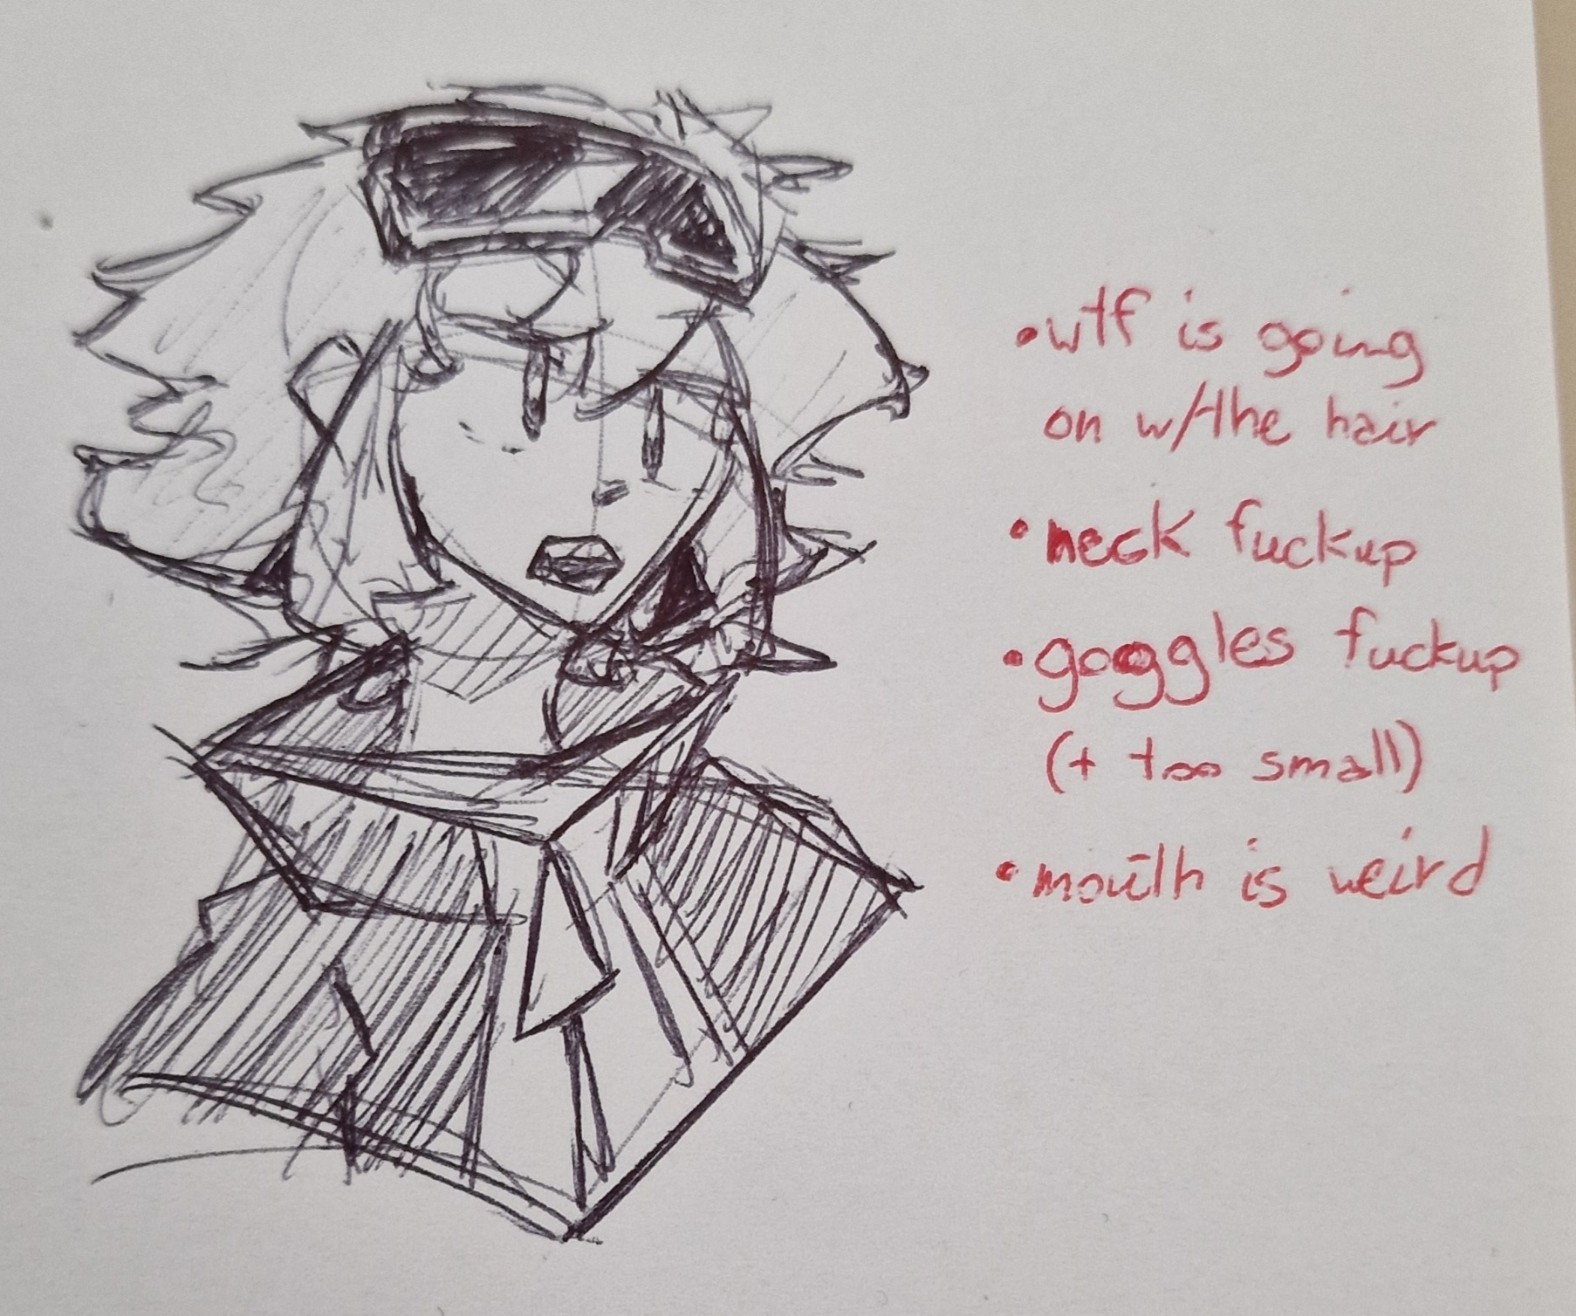 •wtf is going
on w/the hair
•neck fuckup
•goggles fuckup
(+ too small)
•mouth is weird